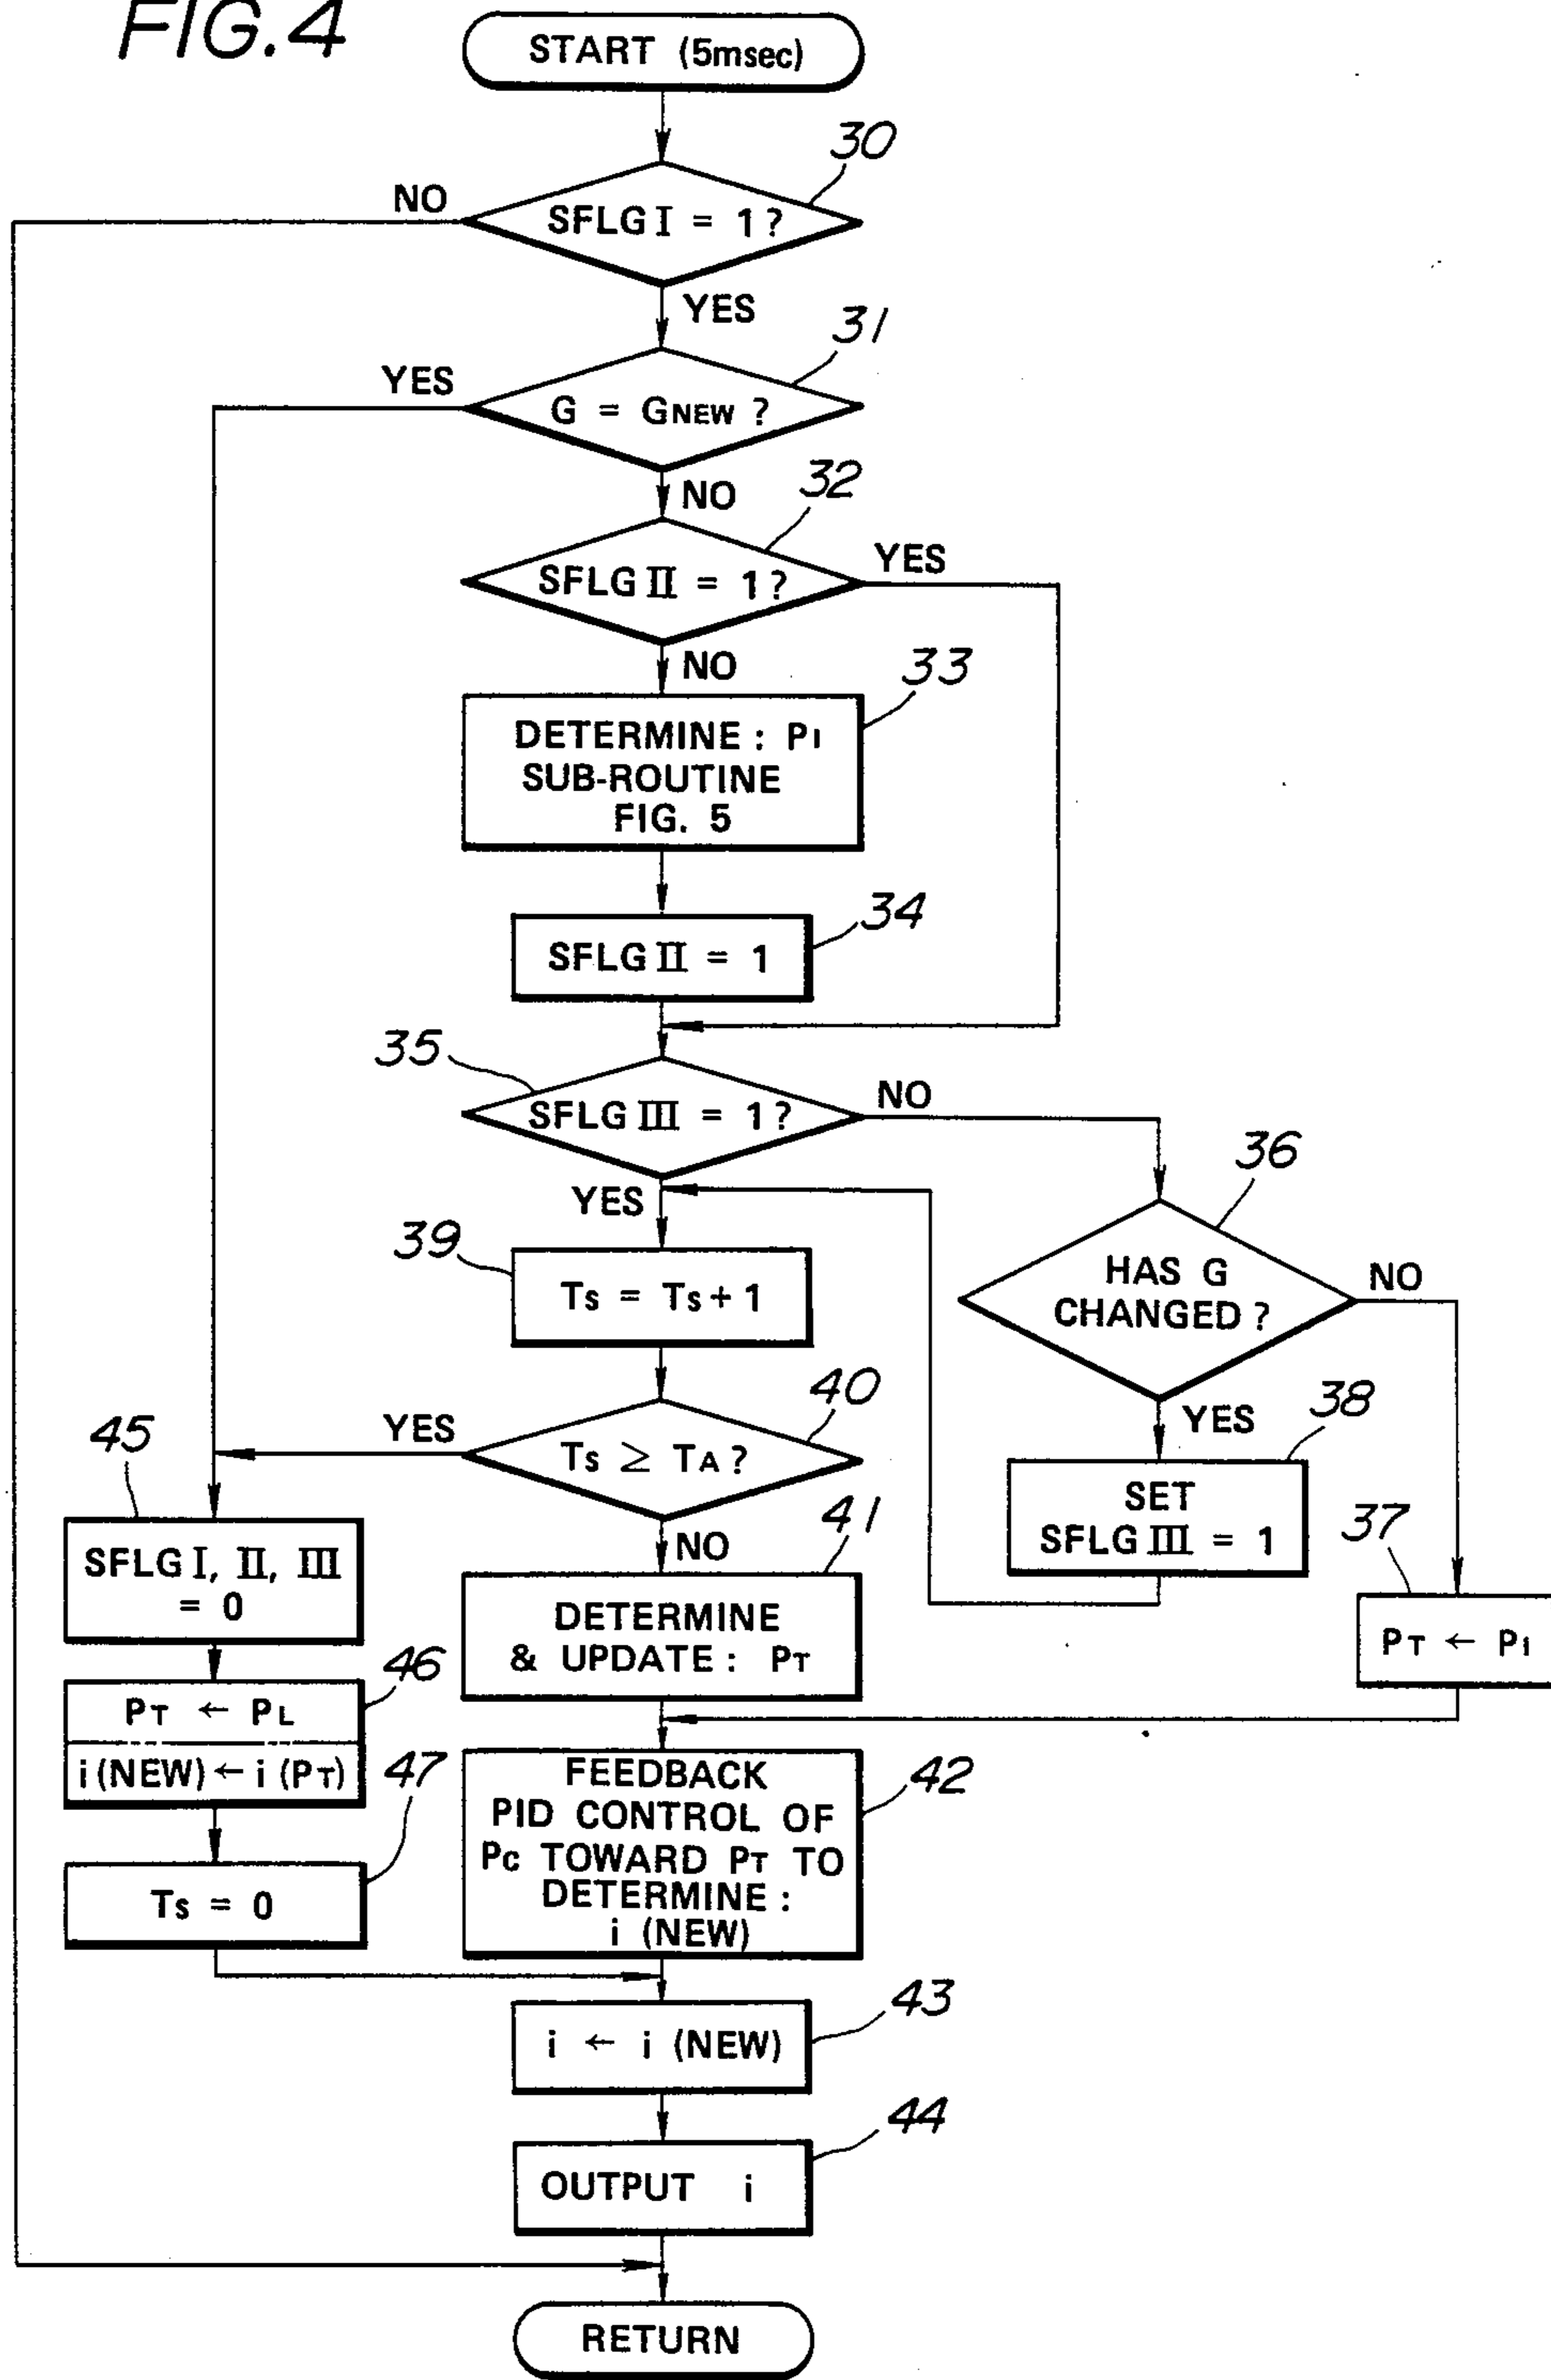 FIG.4
START (5msec)
30
NO
SFLG I = 1?
YES
31
YES
G = GNEW ?
NO
32
SFLG II = 1?
YES
NO
33
DETERMINE : PI
SUB-ROUTINE
FIG. 5
34
SFLG II = 1
35
SFLG III = 1?
NO
36
YES
39
HAS G
CHANGED ?
NO
TS = TS + 1
40
38
45
YES
TS ≥ TA ?
YES
SET
SFLG III = 1
41
37
NO
SFLG I, II, III
= 0
DETERMINE
& UPDATE : PT
PT ← PI
46
PT ← PL
i (NEW) ← i (PT)
47
42
FEEDBACK
PID CONTROL OF
PC TOWARD PT TO
DETERMINE :
i (NEW)
TS = 0
43
i ← i (NEW)
44
OUTPUT i
RETURN